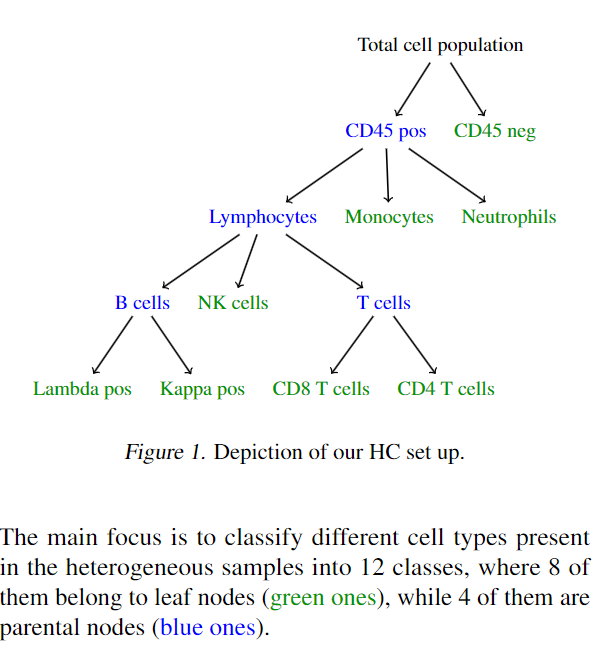 Total cell population
CD45 pos CD45 neg
Lymphocytes Monocytes Neutrophils
B cells NK cells T cells
Lambda pos Kappa pos CD8 T cells CD4 T cells
Figure 1. Depiction of our HC set up.
The main focus is to classify different cell types present
in the heterogeneous samples into 12 classes, where 8 of
them belong to leaf nodes (green ones), while 4 of them are
parental nodes (blue ones).